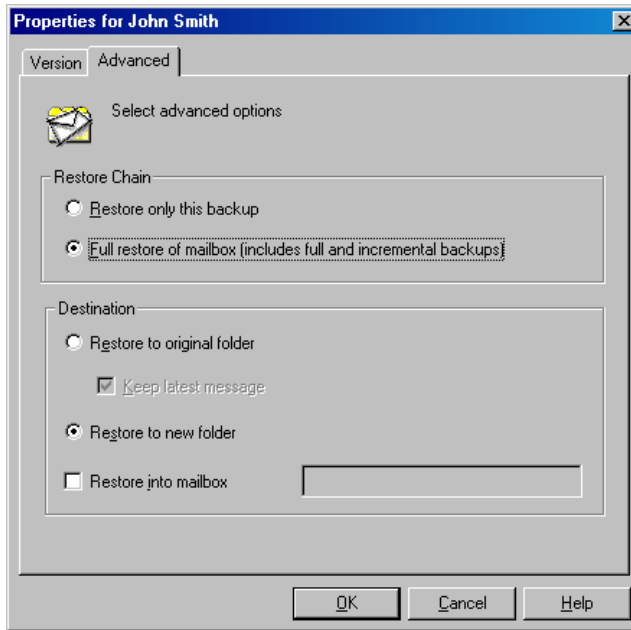 Properties for John Smith
Version Advanced
Select advanced options
Restore Chain
Restore only this backup
Full restore of mailbox (includes full and incremental backups)
Destination
Restore to original folder
Keep latest message
Restore to new folder
Restore into mailbox
OK Cancel Help